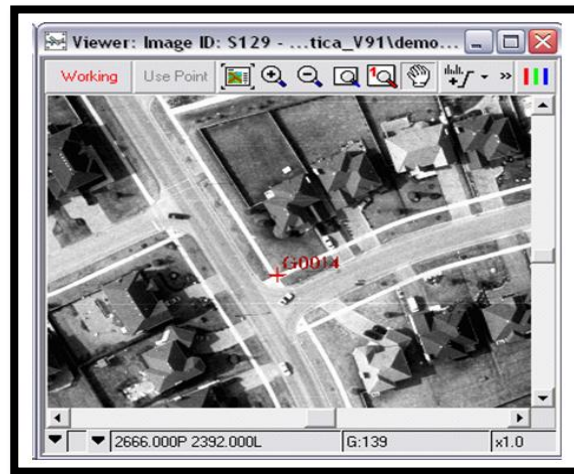 Viewer: Image ID: S129 - ...tica_V91\demo...
Working Use Point
G0014
2666.000P 2392.000L G:139 x1.0